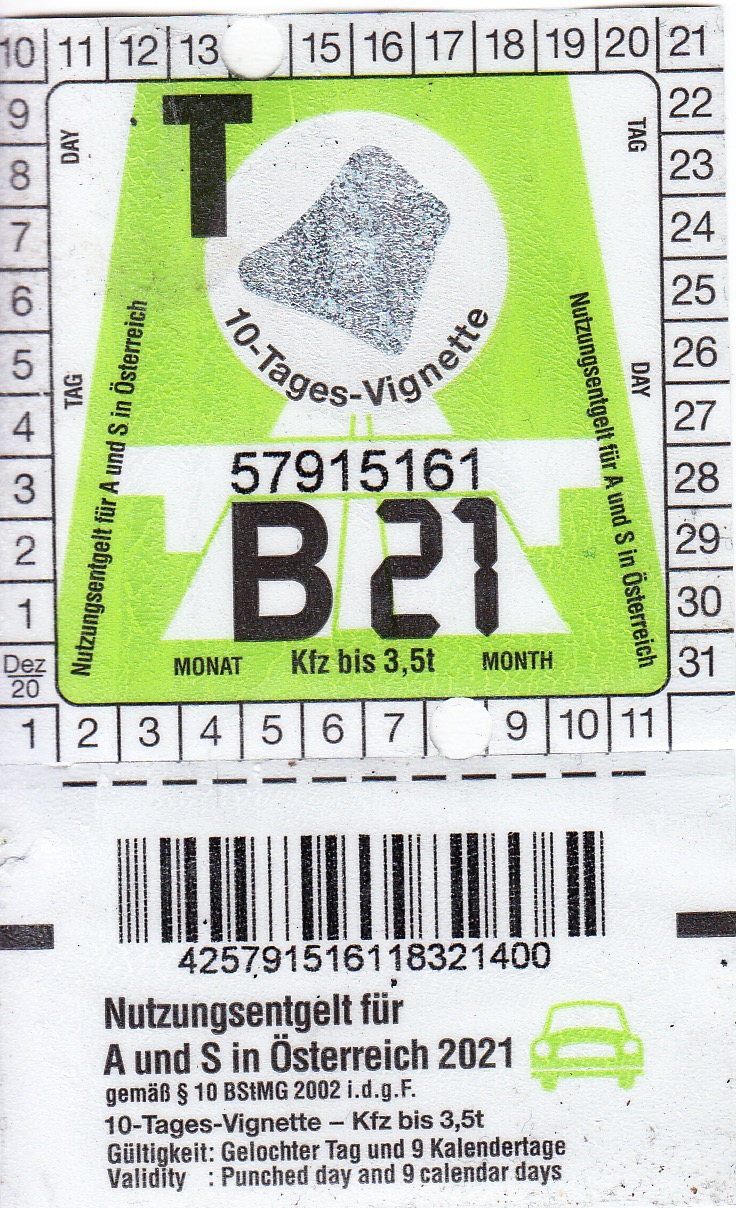 10 11 12 13 15 16 17 18 19 20 21
9 22
8 23
7 24
6 25
5 26
4 27
3 28
2 29
1 30
Dez 31
20
DAY
TAG
TAG
DAY
T
10-Tages-Vignette
Nutzungsentgelt für A und S in Österreich
Nutzungsentgelt für A und S in Österreich
57915161
B 21
MONAT Kfz bis 3,5t MONTH
1 2 3 4 5 6 7 9 10 11
42579151611832 1400
Nutzungsentgelt für
A und S in Österreich 2021
gemäß § 10 BStMG 2002 i.d.g.F.
10-Tages-Vignette – Kfz bis 3,5t
Gültigkeit: Gelochter Tag und 9 Kalendertage
Validity : Punched day and 9 calendar days